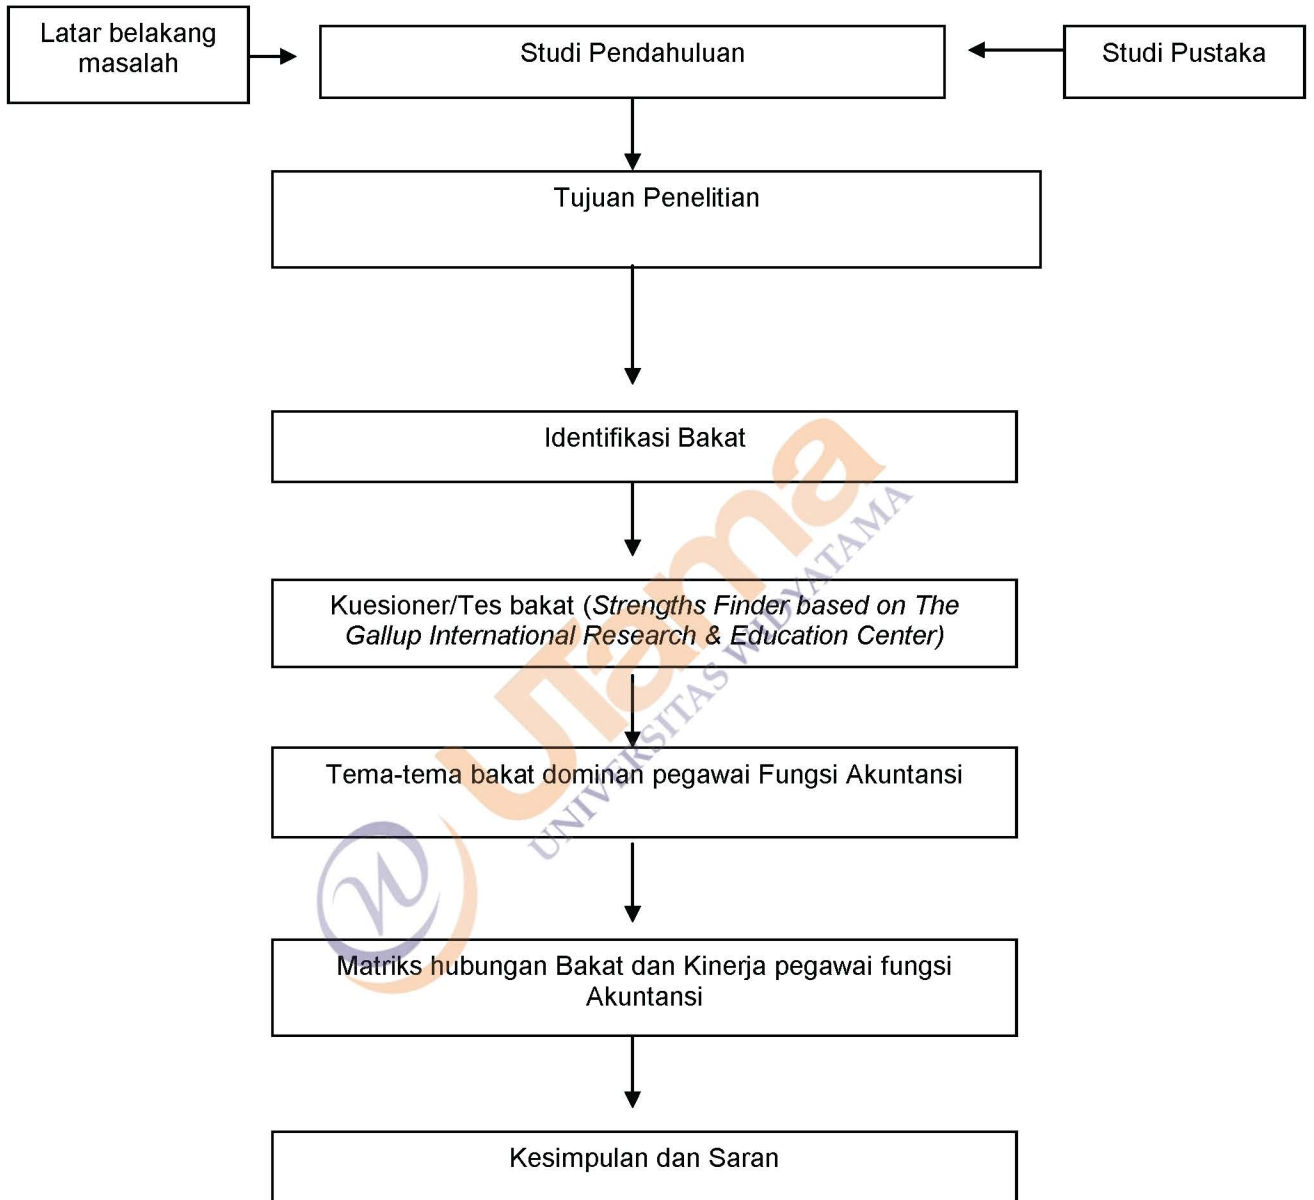 Latar belakang
masalah
Studi Pendahuluan
Studi Pustaka
Tujuan Penelitian
Identifikasi Bakat
Kuesioner/Tes bakat (Strengths Finder based on The
Gallup International Research & Education Center)
Tema-tema bakat dominan pegawai Fungsi Akuntansi
Matriks hubungan Bakat dan Kinerja pegawai fungsi
Akuntansi
Kesimpulan dan Saran
UTama
UNIVERSITAS WIDYATAMA